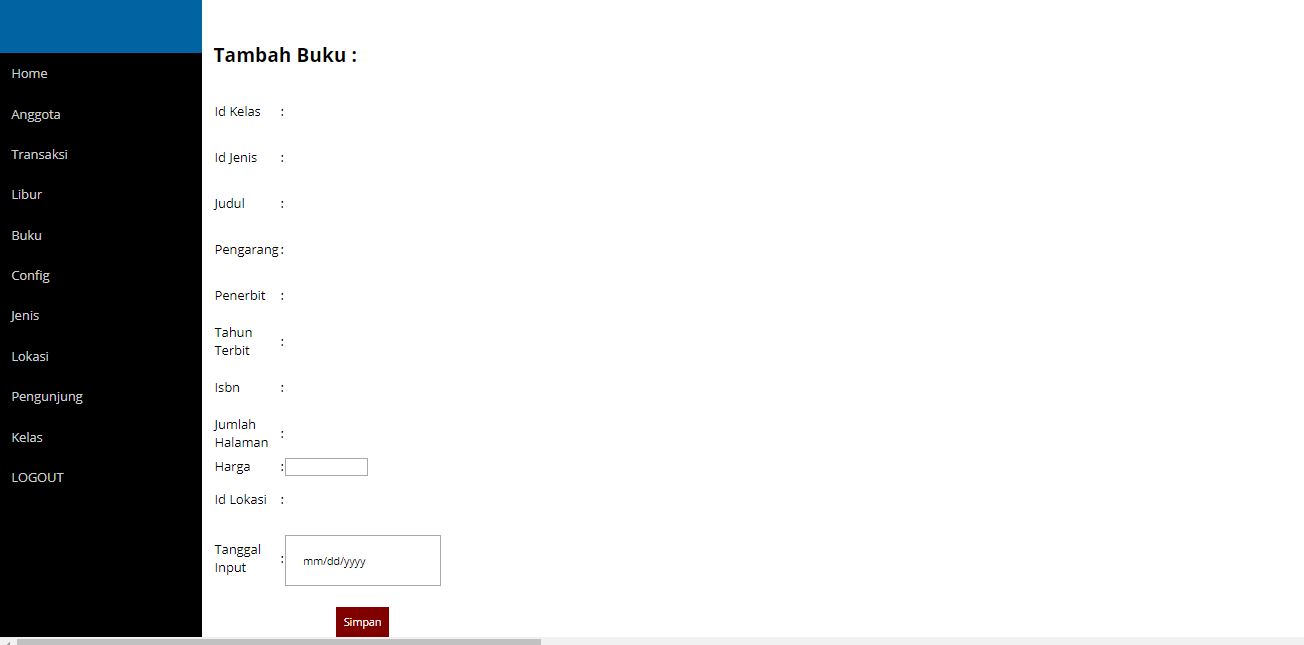 Home
Anggota
Transaksi
Libur
Buku
Config
Jenis
Lokasi
Pengunjung
Kelas
LOGOUT
Tambah Buku :
Id Kelas :
Id Jenis :
Judul :
Pengarang :
Penerbit :
Tahun
Terbit :
Isbn :
Jumlah
Halaman :
Harga :
Id Lokasi :
Tanggal
Input : mm/dd/yyyy
Simpan